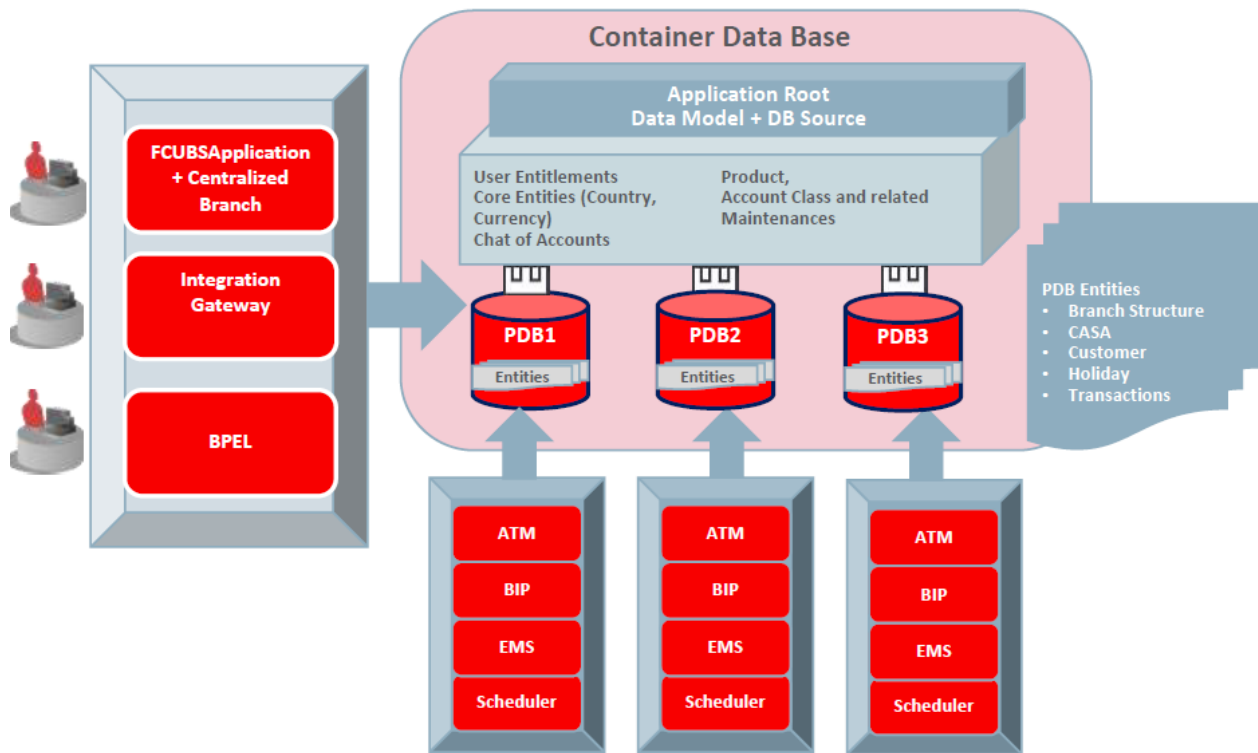 Container Data Base
Application Root
Data Model + DB Source
User Entitlements
Core Entities (Country,
Currency)
Chat of Accounts
Product,
Account Class and related
Maintenances
FCUBSApplication
+ Centralized
Branch
Integration
Gateway
BPEL
PDB1
Entities
PDB2
Entities
PDB3
Entities
PDB Entities
• Branch Structure
• CASA
• Customer
• Holiday
• Transactions
ATM
BIP
EMS
Scheduler
ATM
BIP
EMS
Scheduler
ATM
BIP
EMS
Scheduler